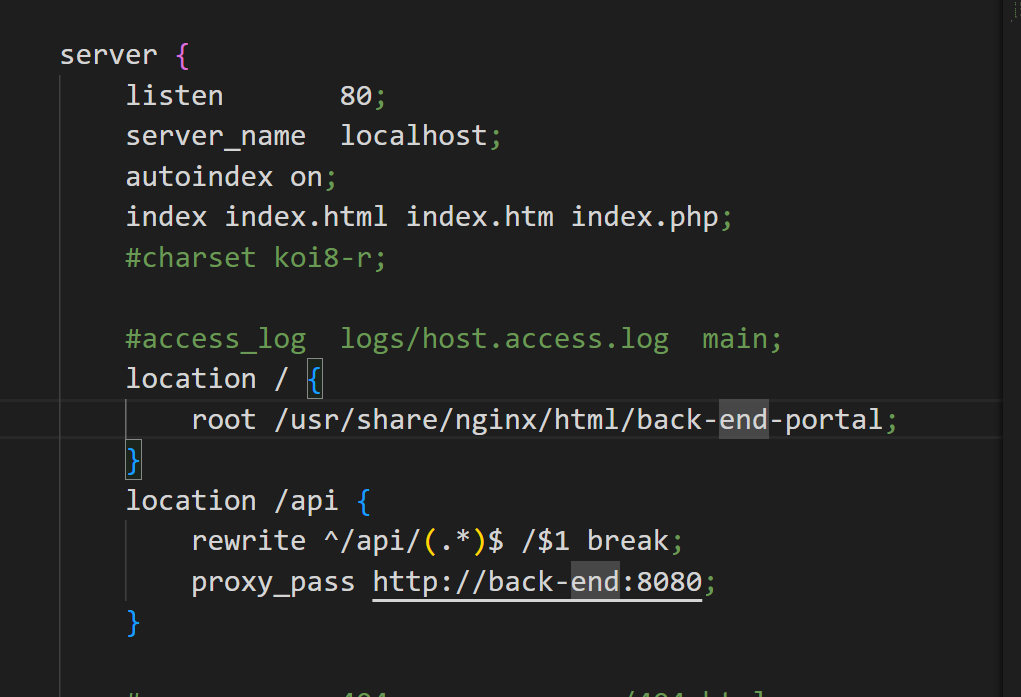 server {
    listen       80;
    server_name  localhost;
    autoindex on;
    index index.html index.htm index.php;
    #charset koi8-r;

    #access_log  logs/host.access.log  main;
    location / {
        root /usr/share/nginx/html/back-end-portal;
    }
    location /api {
        rewrite ^/api/(.*)$ /$1 break;
        proxy_pass http://back-end:8080;
    }